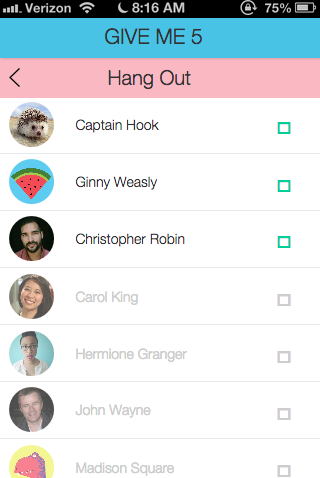 Verizon 8:16 AM 75%
GIVE ME 5
Hang Out
Captain Hook
Ginny Weasly
Christopher Robin
Carol King
Hermione Granger
John Wayne
Madison Square